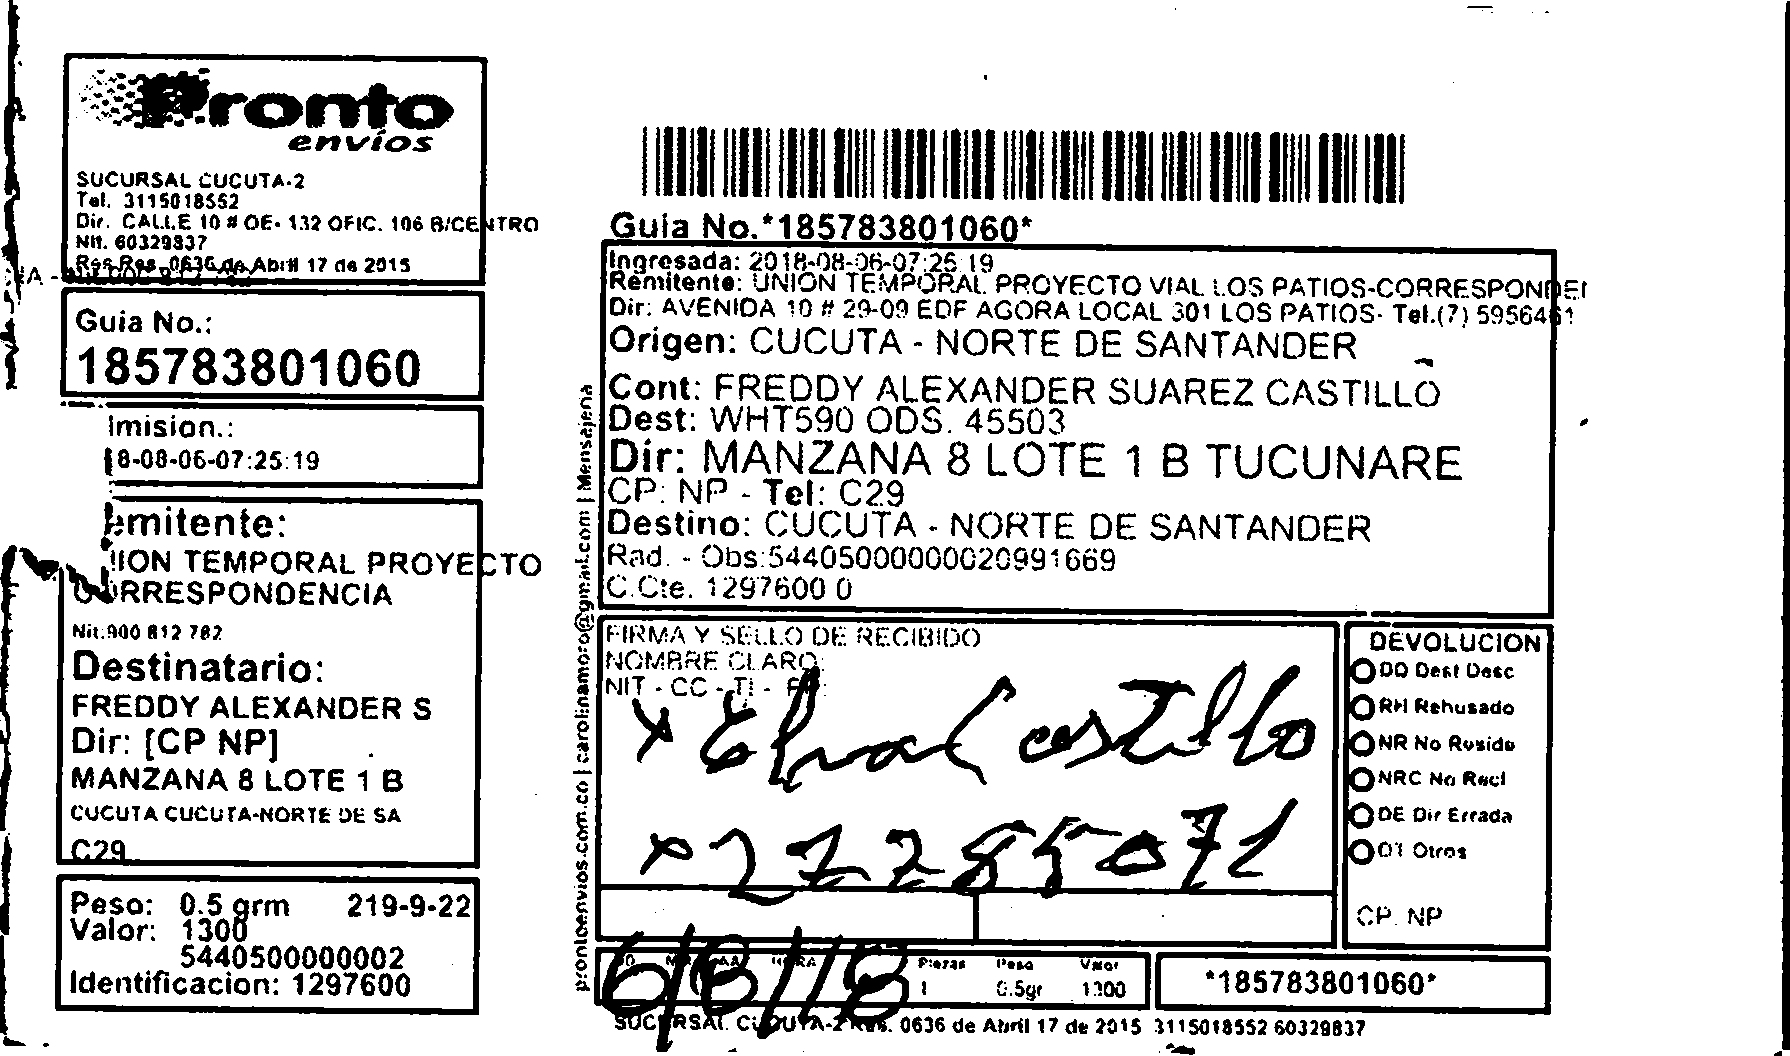 Pronto
envíos
SUCURSAL CUCUTA-2
Tel. 3115018552
Dir. CALLE 10 # OE- 132 OFIC. 106 B/CENTRO
Nit. 60329837
Res Res. 0636 de Abril 17 de 2015
Guia No.:
185783801060
imision.:
8-08-06-07:25:19
emitente:
ION TEMPORAL PROYECTO
CORRESPONDENCIA
Nit.900 812 782
Destinatario:
FREDDY ALEXANDER S
Dir: [CP NP]
MANZANA 8 LOTE 1 B
CUCUTA CUCUTA-NORTE DE SA
C29
Peso: 0.5 grm 219-9-22
Valor: 1300
5440500000002
Identificacion: 1297600
prontoenvios.com.co | carolinamoro@gmail.com | Mensajeria
Guia No.*185783801060*
Ingresada: 2018-08-06-07:25:19
Remitente: UNION TEMPORAL PROYECTO VIAL LOS PATIOS-CORRESPONDEN
Dir: AVENIDA 10 # 29-09 EDF AGORA LOCAL 301 LOS PATIOS- Tel.(7) 5956461
Origen: CUCUTA - NORTE DE SANTANDER
Cont: FREDDY ALEXANDER SUAREZ CASTILLO
Dest: WHT590 ODS. 45503
Dir: MANZANA 8 LOTE 1 B TUCUNARE
CP: NP - Tel: C29
Destino: CUCUTA - NORTE DE SANTANDER
Rad. - Obs:54405000000020991669
C.Cte. 1297600 0
FIRMA Y SELLO DE RECIBIDO
NOMBRE CLARO:
NIT - CC - TI -
x castillo
x 27285071
DEVOLUCION
DD Dest Desc
RH Rehusado
NR No Reside
NRC No Recl
DE Dir Errada
OT Otros
CP. NP
6/8/18
HORA
Piezas Peso Valor
1 0.5gr 1300
*185783801060*
SUCURSAL CUCUTA-2 Res. 0636 de Abril 17 de 2015 3115018552 60329837